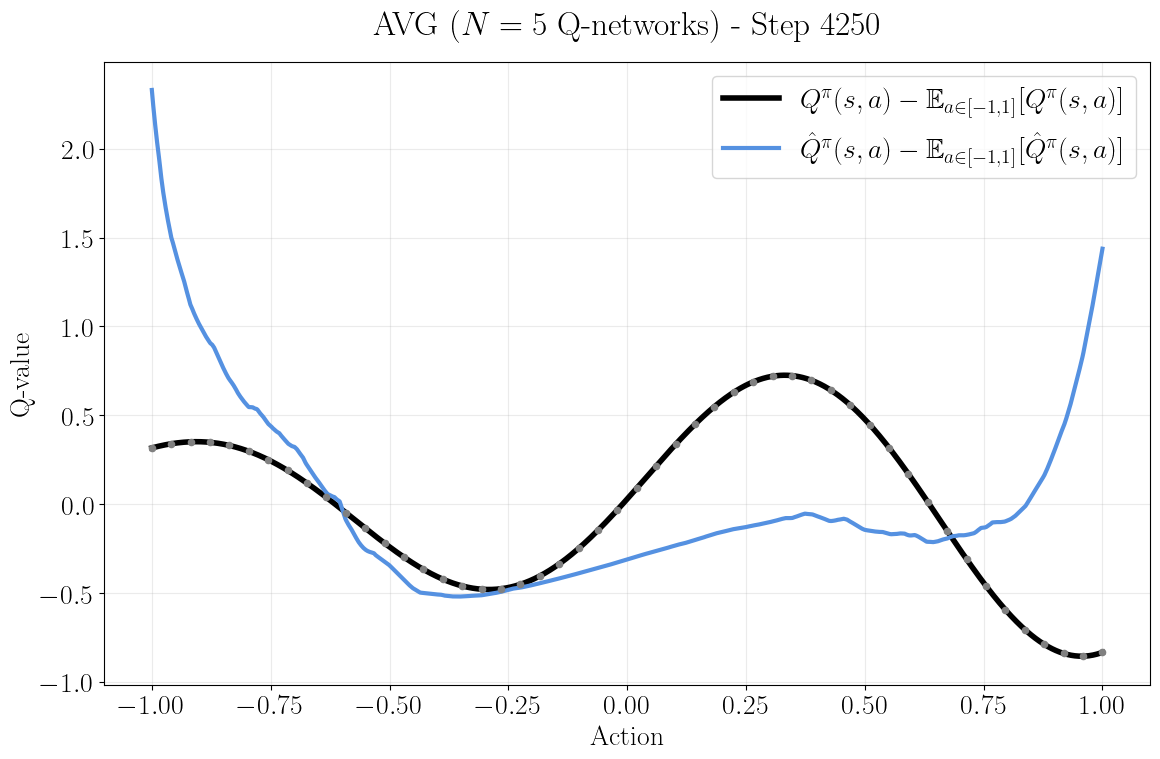 AVG (N = 5 Q-networks) - Step 4250
Q^π(s, a) − 𝔼_{a∈[−1,1]}[Q^π(s, a)]
Q̂^π(s, a) − 𝔼_{a∈[−1,1]}[Q̂^π(s, a)]
Q-value
2.0
1.5
1.0
0.5
0.0
−0.5
−1.0
−1.00 −0.75 −0.50 −0.25 0.00 0.25 0.50 0.75 1.00
Action